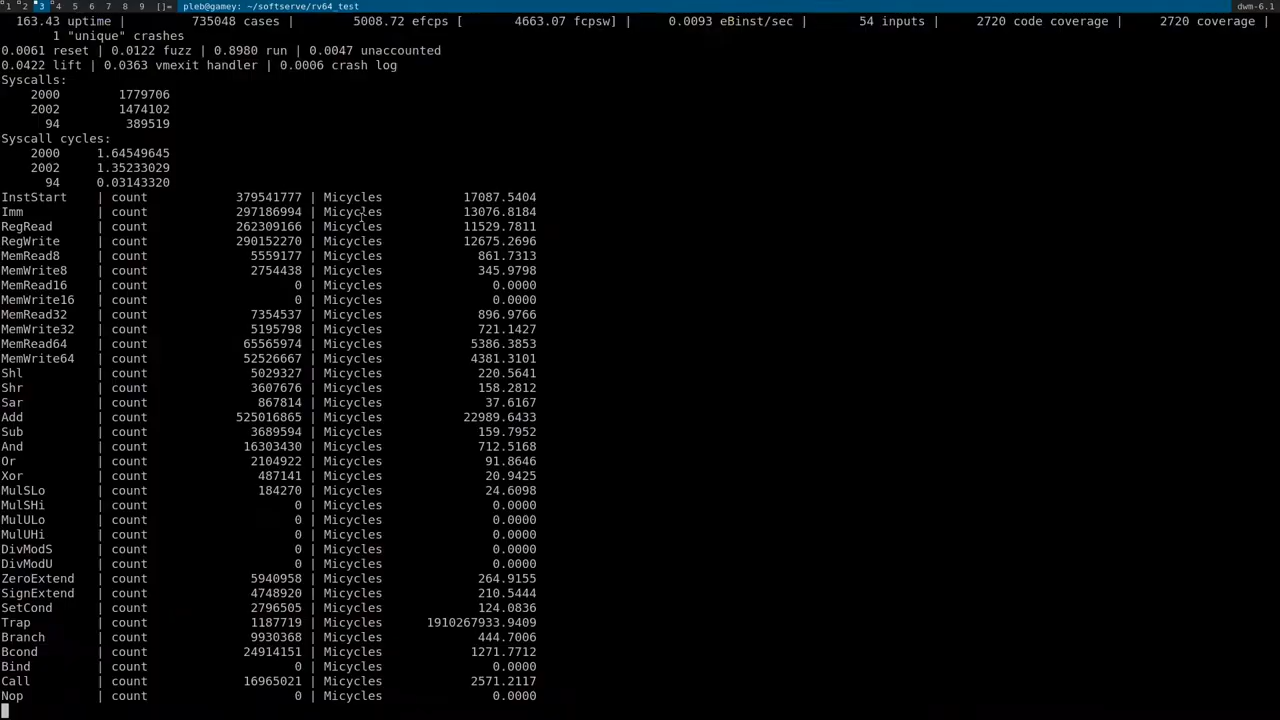 1 2 3 4 5 6 7 8 9 []= pleb@gamey: ~/softserve/rv64_test dwm-6.1
163.43 uptime | 735048 cases | 5008.72 efcps [ 4663.07 fcpsw] | 0.0093 eBinst/sec | 54 inputs | 2720 code coverage | 2720 coverage |
1 "unique" crashes
0.0061 reset | 0.0122 fuzz | 0.8980 run | 0.0047 unaccounted
0.0422 lift | 0.0363 vmexit handler | 0.0006 crash log
Syscalls:
2000 1779706
2002 1474102
94 389519
Syscall cycles:
2000 1.64549645
2002 1.35233029
94 0.03143320
InstStart | count 379541777 | Micycles 17087.5404
Imm | count 297186994 | Micycles 13076.8184
RegRead | count 262309166 | Micycles 11529.7811
RegWrite | count 290152270 | Micycles 12675.2696
MemRead8 | count 5559177 | Micycles 861.7313
MemWrite8 | count 2754438 | Micycles 345.9798
MemRead16 | count 0 | Micycles 0.0000
MemWrite16 | count 0 | Micycles 0.0000
MemRead32 | count 7354537 | Micycles 896.9766
MemWrite32 | count 5195798 | Micycles 721.1427
MemRead64 | count 65565974 | Micycles 5386.3853
MemWrite64 | count 52526667 | Micycles 4381.3101
Shl | count 5029327 | Micycles 220.5641
Shr | count 3607676 | Micycles 158.2812
Sar | count 867814 | Micycles 37.6167
Add | count 525016865 | Micycles 22989.6433
Sub | count 3689594 | Micycles 159.7952
And | count 16303430 | Micycles 712.5168
Or | count 2104922 | Micycles 91.8646
Xor | count 487141 | Micycles 20.9425
MulSLo | count 184270 | Micycles 24.6098
MulSHi | count 0 | Micycles 0.0000
MulULo | count 0 | Micycles 0.0000
MulUHi | count 0 | Micycles 0.0000
DivModS | count 0 | Micycles 0.0000
DivModU | count 0 | Micycles 0.0000
ZeroExtend | count 5940958 | Micycles 264.9155
SignExtend | count 4748920 | Micycles 210.5444
SetCond | count 2796505 | Micycles 124.0836
Trap | count 1187719 | Micycles 1910267933.9409
Branch | count 9930368 | Micycles 444.7006
Bcond | count 24914151 | Micycles 1271.7712
Bind | count 0 | Micycles 0.0000
Call | count 16965021 | Micycles 2571.2117
Nop | count 0 | Micycles 0.0000